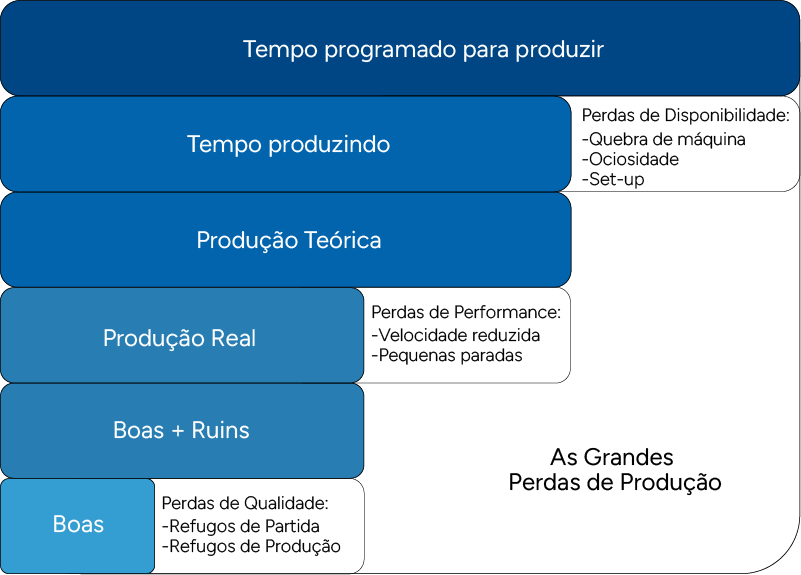 Tempo programado para produzir
Tempo produzindo
Perdas de Disponibilidade:
-Quebra de máquina
-Ociosidade
-Set-up
Produção Teórica
Produção Real
Perdas de Performance:
-Velocidade reduzida
-Pequenas paradas
Boas + Ruins
As Grandes
Perdas de Produção
Boas
Perdas de Qualidade:
-Refugos de Partida
-Refugos de Produção